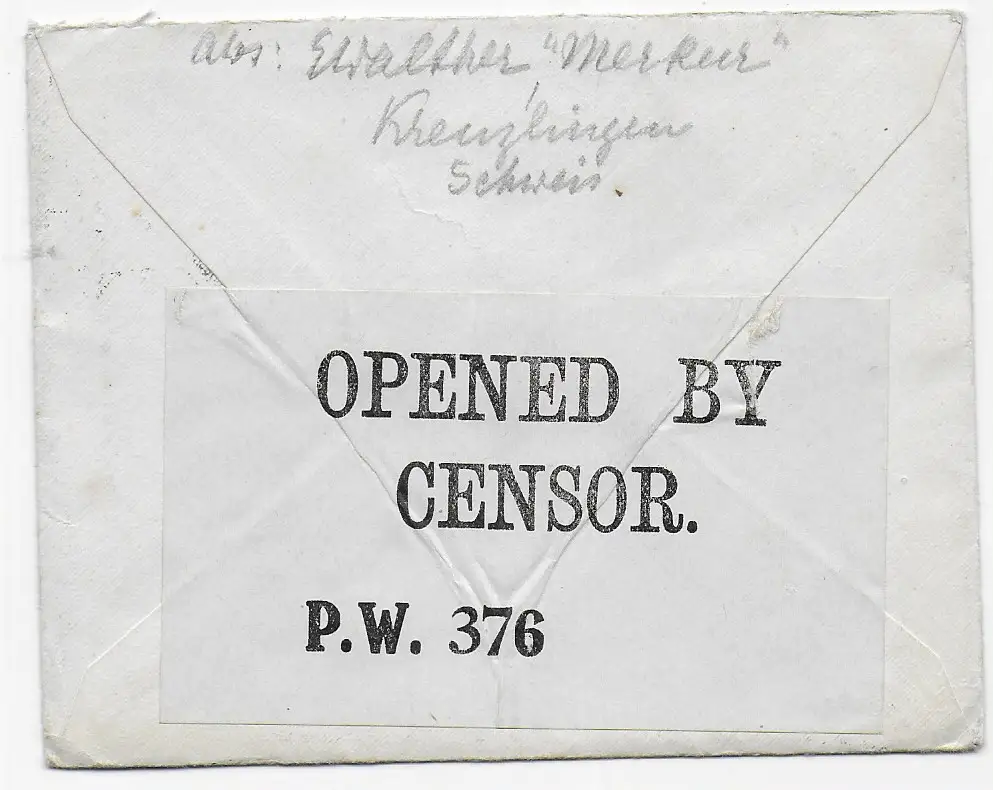 Abs: E. Walther "Merkur"
Kreuzlingen
Schweiz.
OPENED BY
CENSOR.
P.W. 376